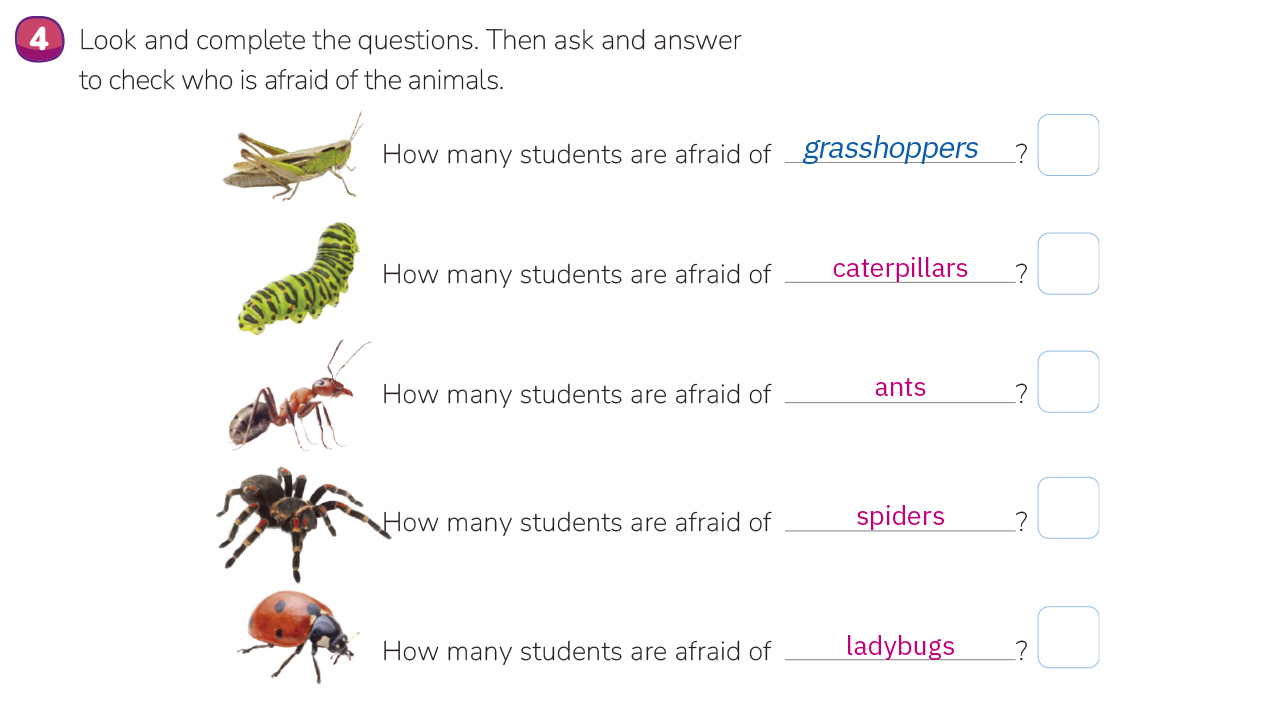 4 Look and complete the questions. Then ask and answer
to check who is afraid of the animals.
How many students are afraid of grasshoppers?
How many students are afraid of caterpillars?
How many students are afraid of ants?
How many students are afraid of spiders?
How many students are afraid of ladybugs?